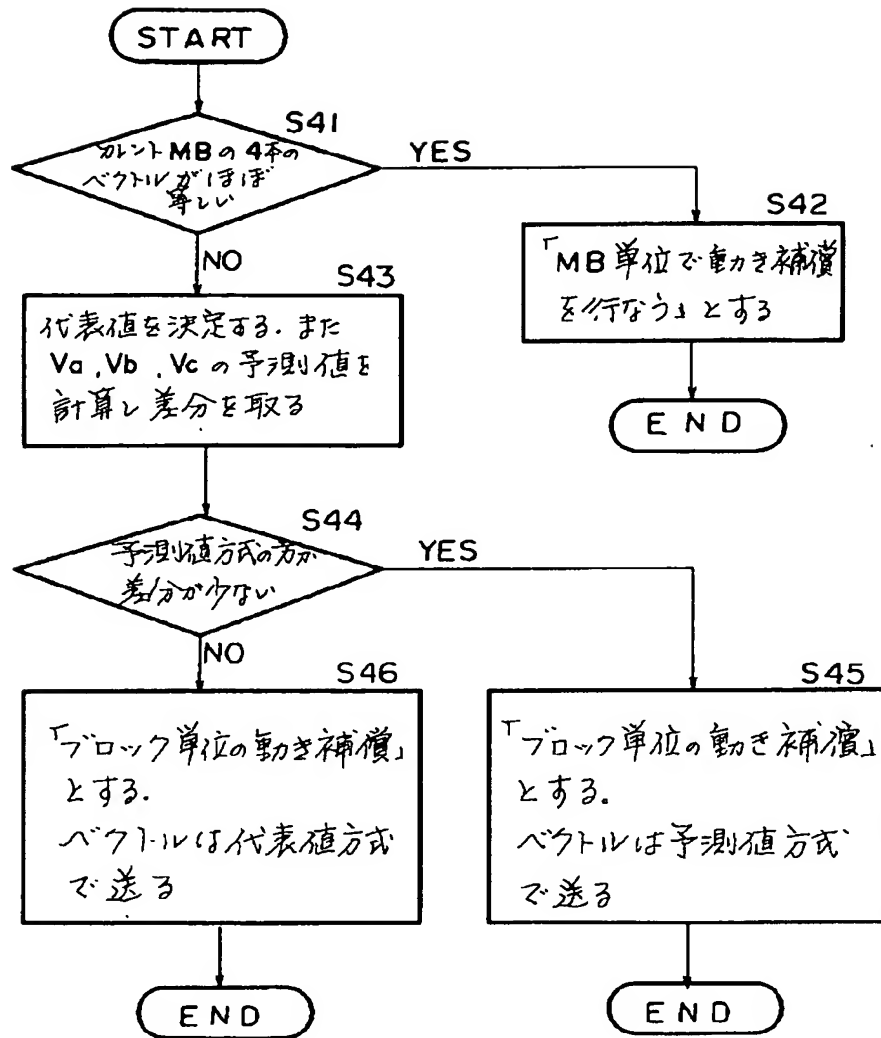 START
S41
カレントMBの4本の
ベクトルがほぼ
等しい
YES
NO
S42
「MB単位で動き補償
を行なう」とする
END
S43
代表値を決定する.また
Va,Vb,Vcの予測値を
計算し差分を取る
S44
予測値方式の方が
差分が少ない
YES
NO
S46
「ブロック単位の動き補償」
とする.
ベクトルは代表値方式
で送る
END
S45
「ブロック単位の動き補償」
とする。
ベクトルは予測値方式
で送る
END